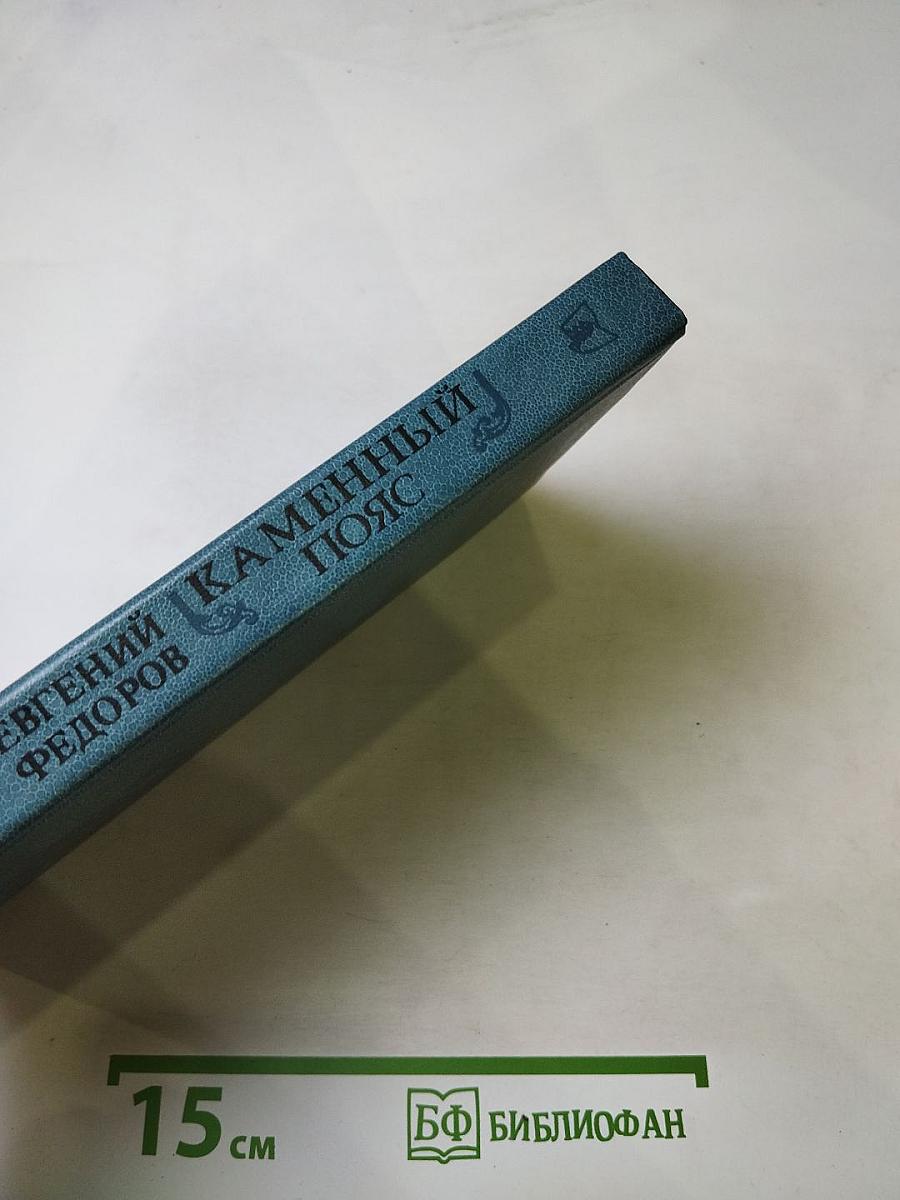 ЕВГЕНИЙ
ФЕДОРОВ
КАМЕННЫЙ
ПОЯС
15 см
БФ БИБЛИОФАН